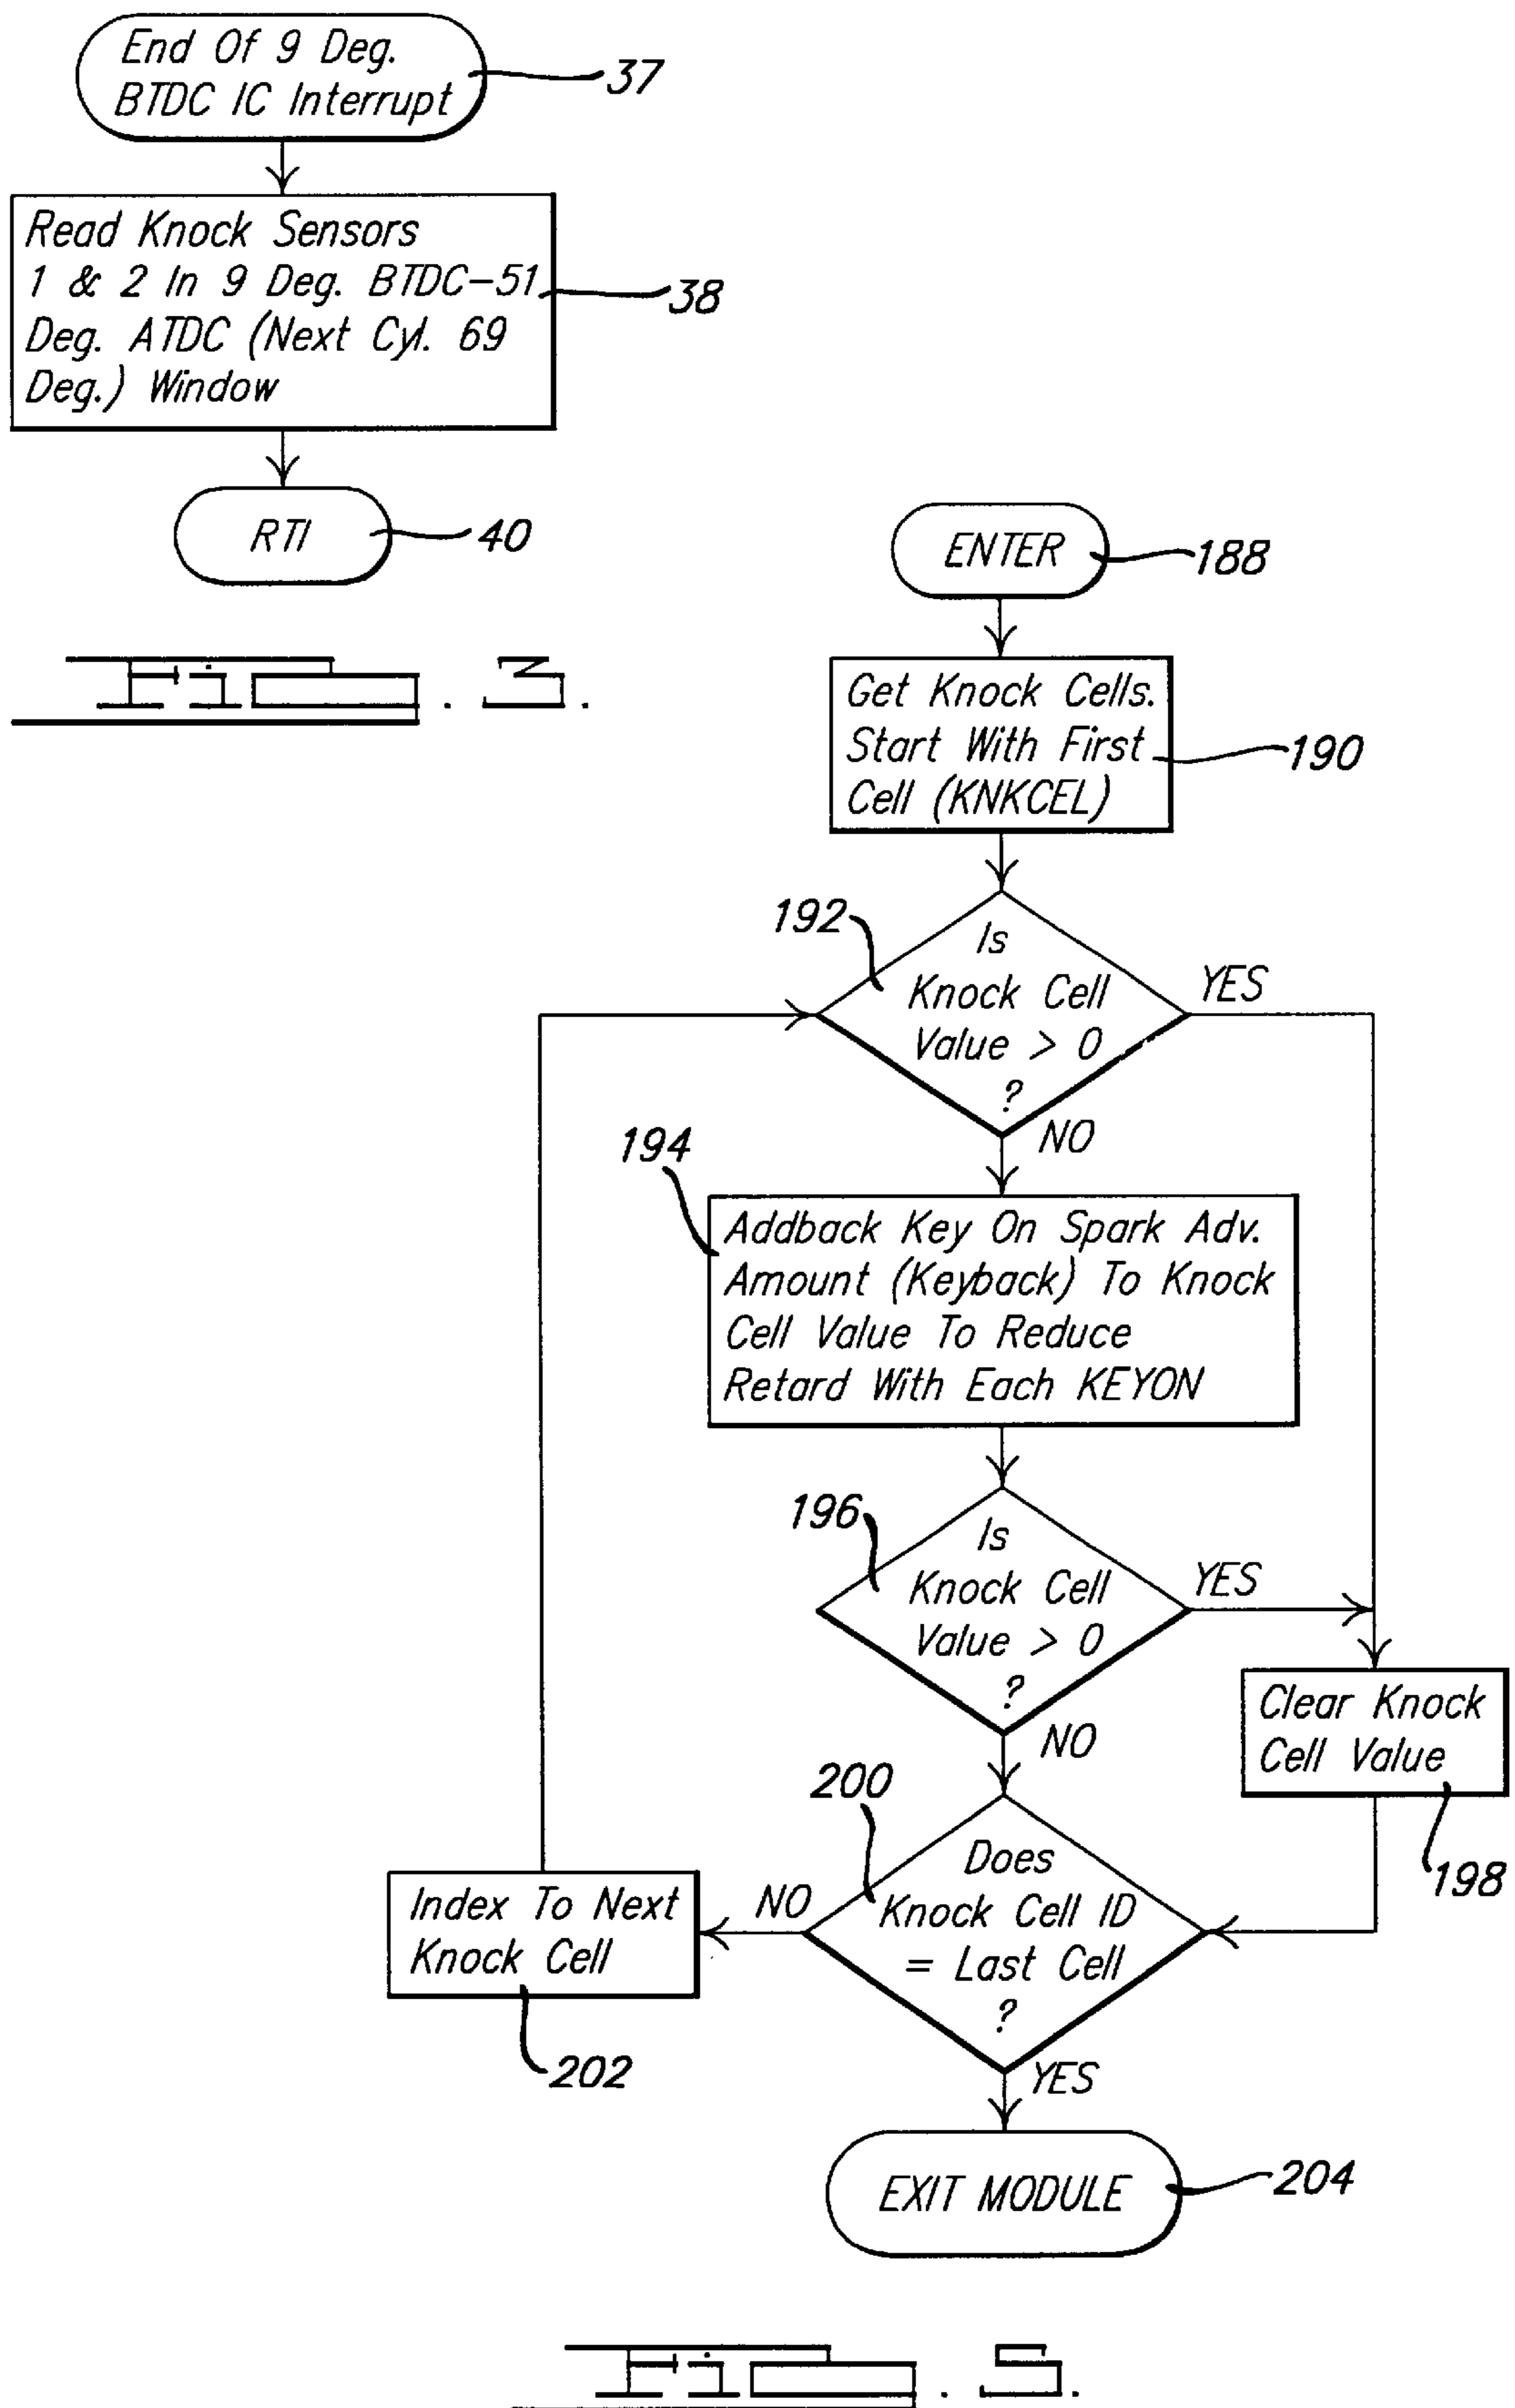 End Of 9 Deg.
BTDC IC Interrupt
37
Read Knock Sensors
1 & 2 In 9 Deg. BTDC-51
Deg. ATDC (Next Cyl. 69
Deg.) Window
38
RTI
40
Fig. 3.
ENTER
188
Get Knock Cells.
Start With First
Cell (KNKCEL)
190
192
Is
Knock Cell
Value > 0
?
YES
NO
194
Addback Key On Spark Adv.
Amount (Keyback) To Knock
Cell Value To Reduce
Retard With Each KEYON
196
Is
Knock Cell
Value > 0
?
YES
NO
Clear Knock
Cell Value
198
200
Does
Knock Cell ID
= Last Cell
?
NO
YES
Index To Next
Knock Cell
202
EXIT MODULE
204
Fig. 5.